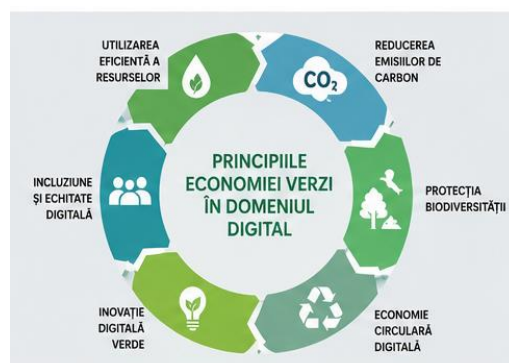 UTILIZAREA
EFICIENTĂ A
RESURSELOR
REDUCEREA
EMISIILOR DE
CARBON
CO₂
PRINCIPIILE
ECONOMIEI VERZI
ÎN DOMENIUL
DIGITAL
INCLUZIUNE
ȘI ECHITATE
DIGITALĂ
PROTECȚIA
BIODIVERSITĂȚII
INOVAȚIE
DIGITALĂ
VERDE
ECONOMIE
CIRCULARĂ
DIGITALĂ